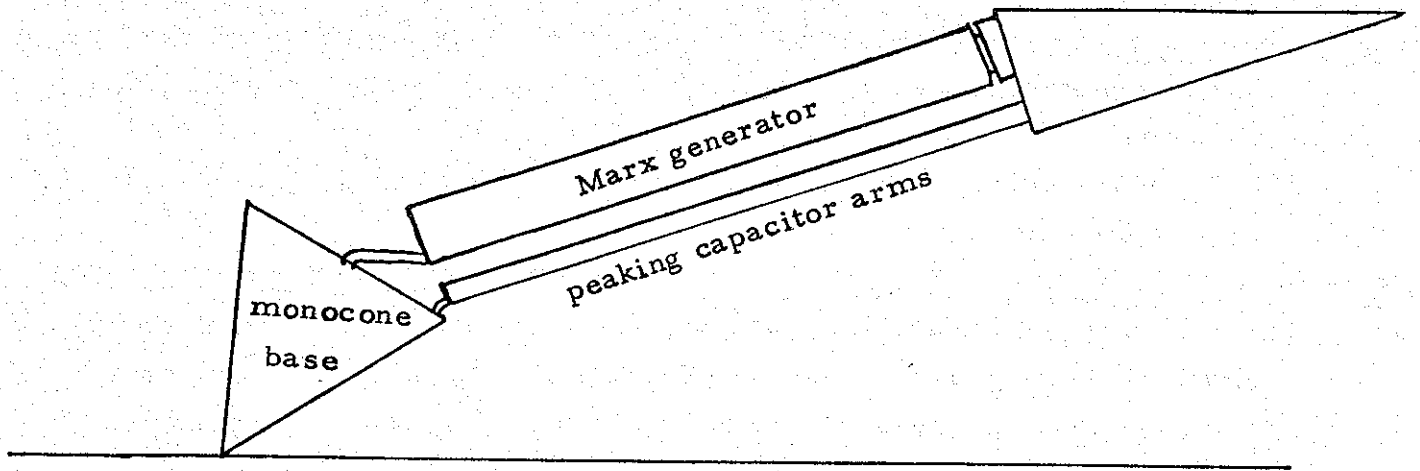 Marx generator
peaking capacitor arms
monocone
base